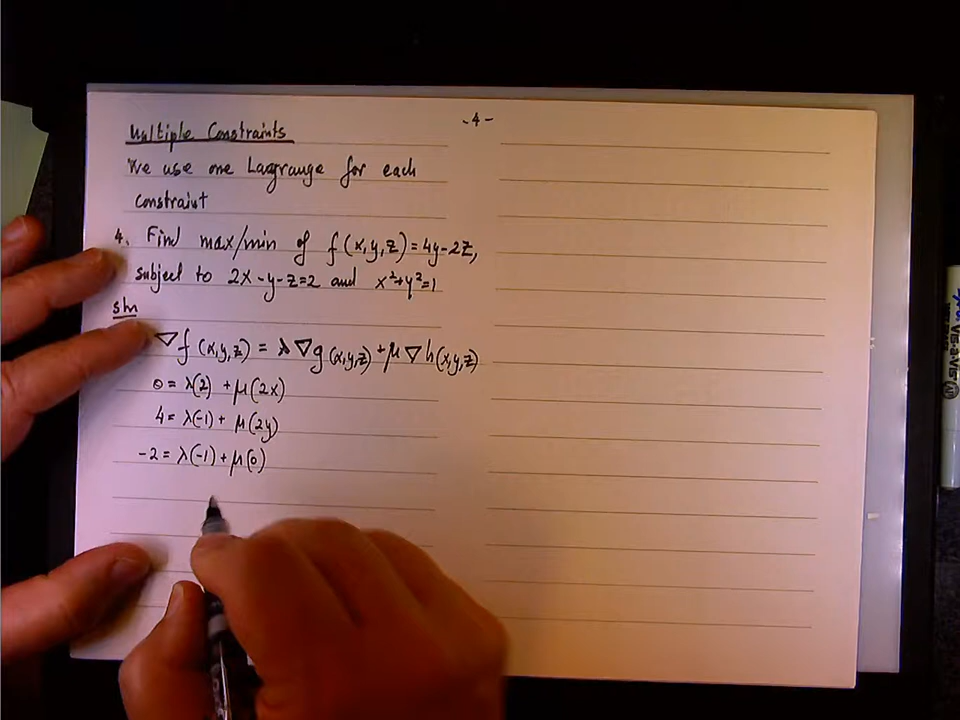 -4-
Multiple Constraints
We use one Lagrange for each
constraint
4. Find max/min of f(x,y,z)=4y-2z,
subject to 2x-y-z=2 and x²+y²=1
sln
∇f(x,y,z) = λ∇g(x,y,z) + μ∇h(x,y,z)
0 = λ(2) + μ(2x)
4 = λ(-1) + μ(2y)
-2 = λ(-1) + μ(0)